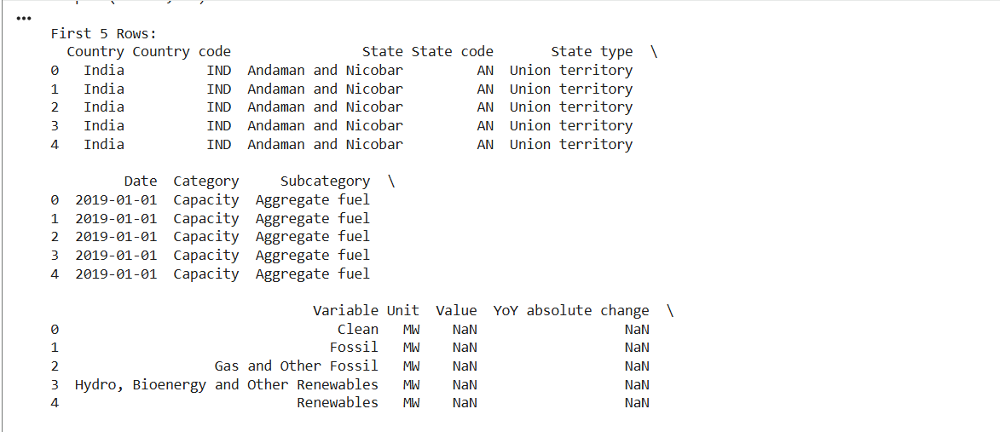 •••
First 5 Rows:
  Country Country code                State State code       State type  \
0   India          IND  Andaman and Nicobar         AN  Union territory
1   India          IND  Andaman and Nicobar         AN  Union territory
2   India          IND  Andaman and Nicobar         AN  Union territory
3   India          IND  Andaman and Nicobar         AN  Union territory
4   India          IND  Andaman and Nicobar         AN  Union territory
         Date  Category     Subcategory  \
0  2019-01-01  Capacity  Aggregate fuel
1  2019-01-01  Capacity  Aggregate fuel
2  2019-01-01  Capacity  Aggregate fuel
3  2019-01-01  Capacity  Aggregate fuel
4  2019-01-01  Capacity  Aggregate fuel
                                Variable Unit  Value  YoY absolute change  \
0                                  Clean   MW    NaN                  NaN
1                                 Fossil   MW    NaN                  NaN
2                   Gas and Other Fossil   MW    NaN                  NaN
3  Hydro, Bioenergy and Other Renewables   MW    NaN                  NaN
4                             Renewables   MW    NaN                  NaN